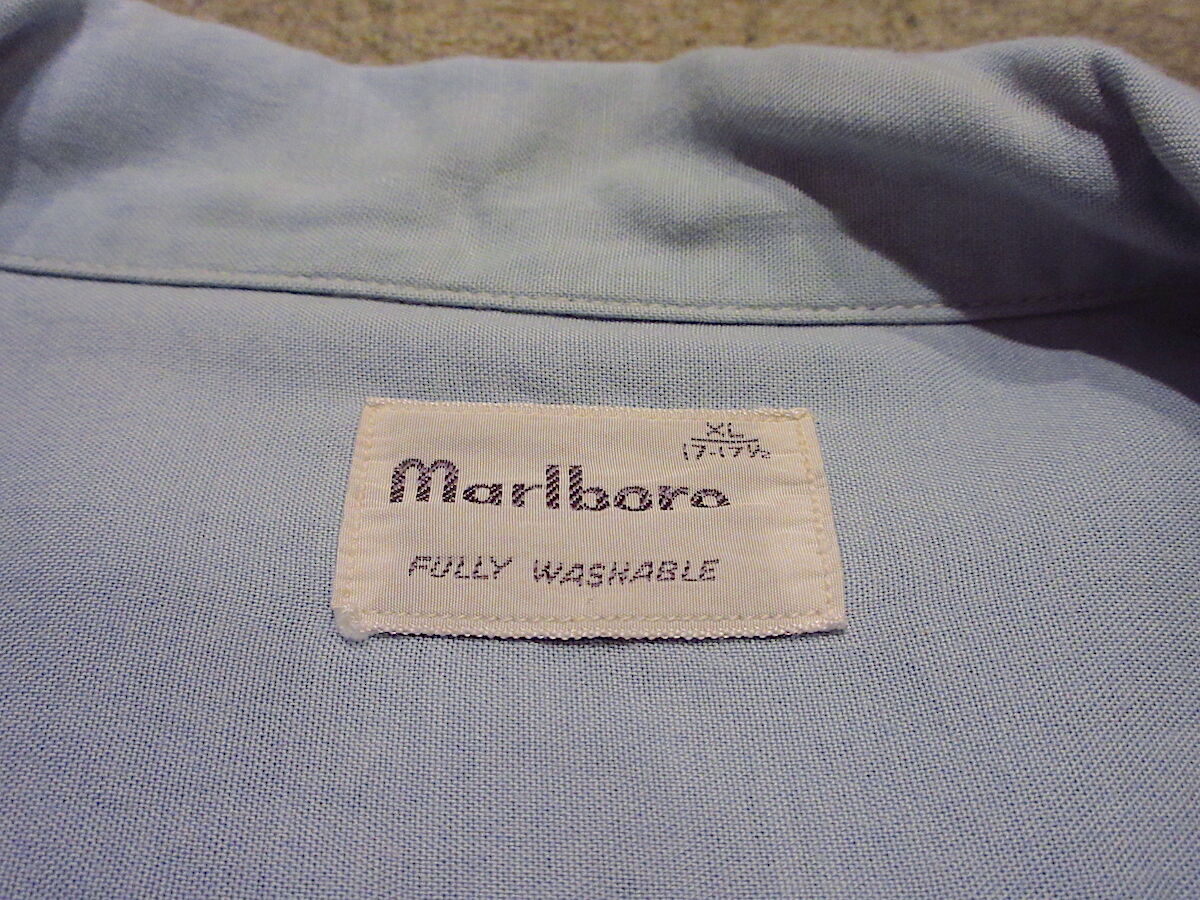 XL
17-17½
Marlboro
FULLY WASHABLE